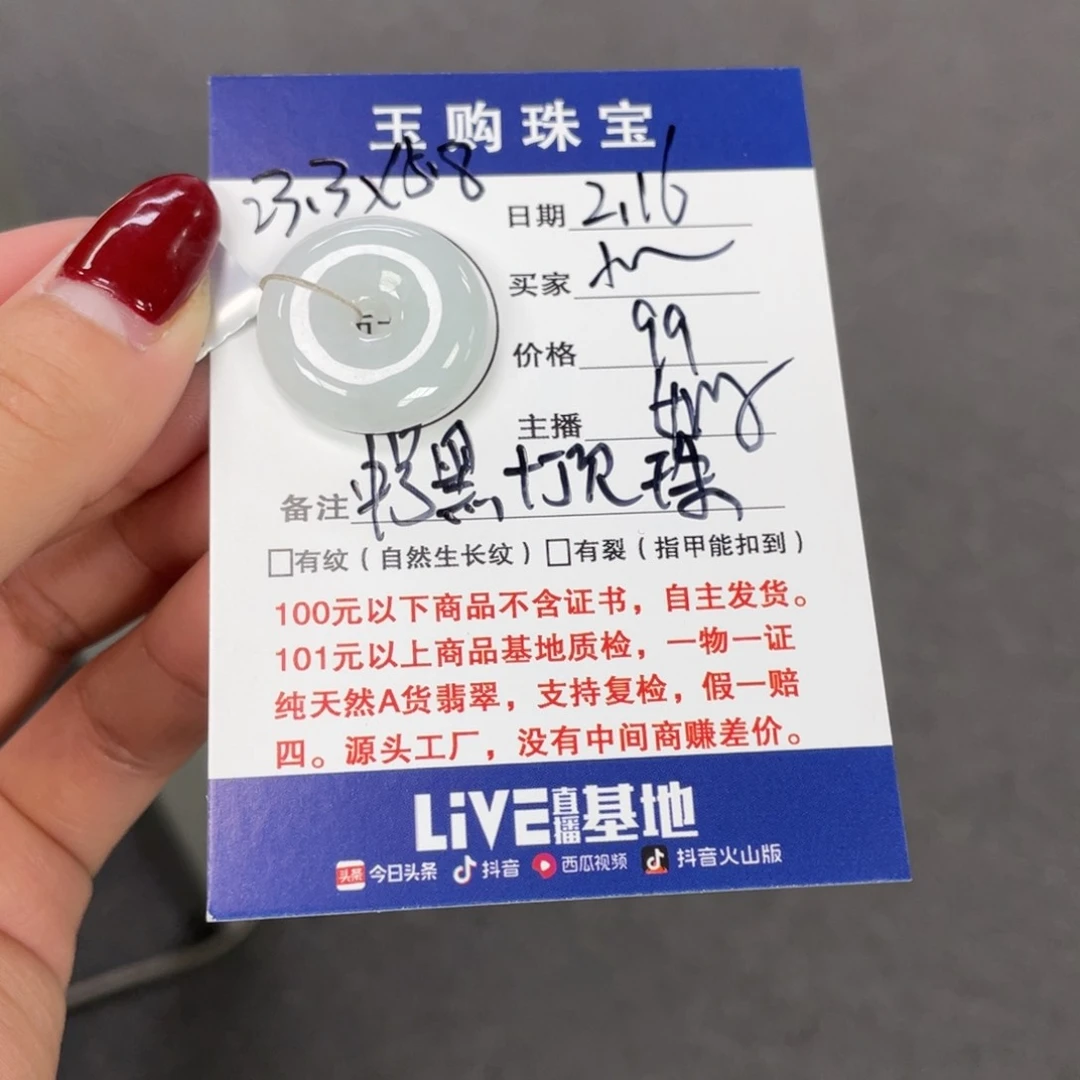 玉购珠宝
23.3×5.8
日期 2.16
买家
价格 99
主播
备注 黑 顶珠
□有纹（自然生长纹）□有裂（指甲能扣到）
100元以下商品不含证书，自主发货。
101元以上商品基地质检，一物一证
纯天然A货翡翠，支持复检，假一赔
四。源头工厂，没有中间商赚差价。
LiVE直播基地
头条 今日头条 抖音 西瓜视频 抖音火山版